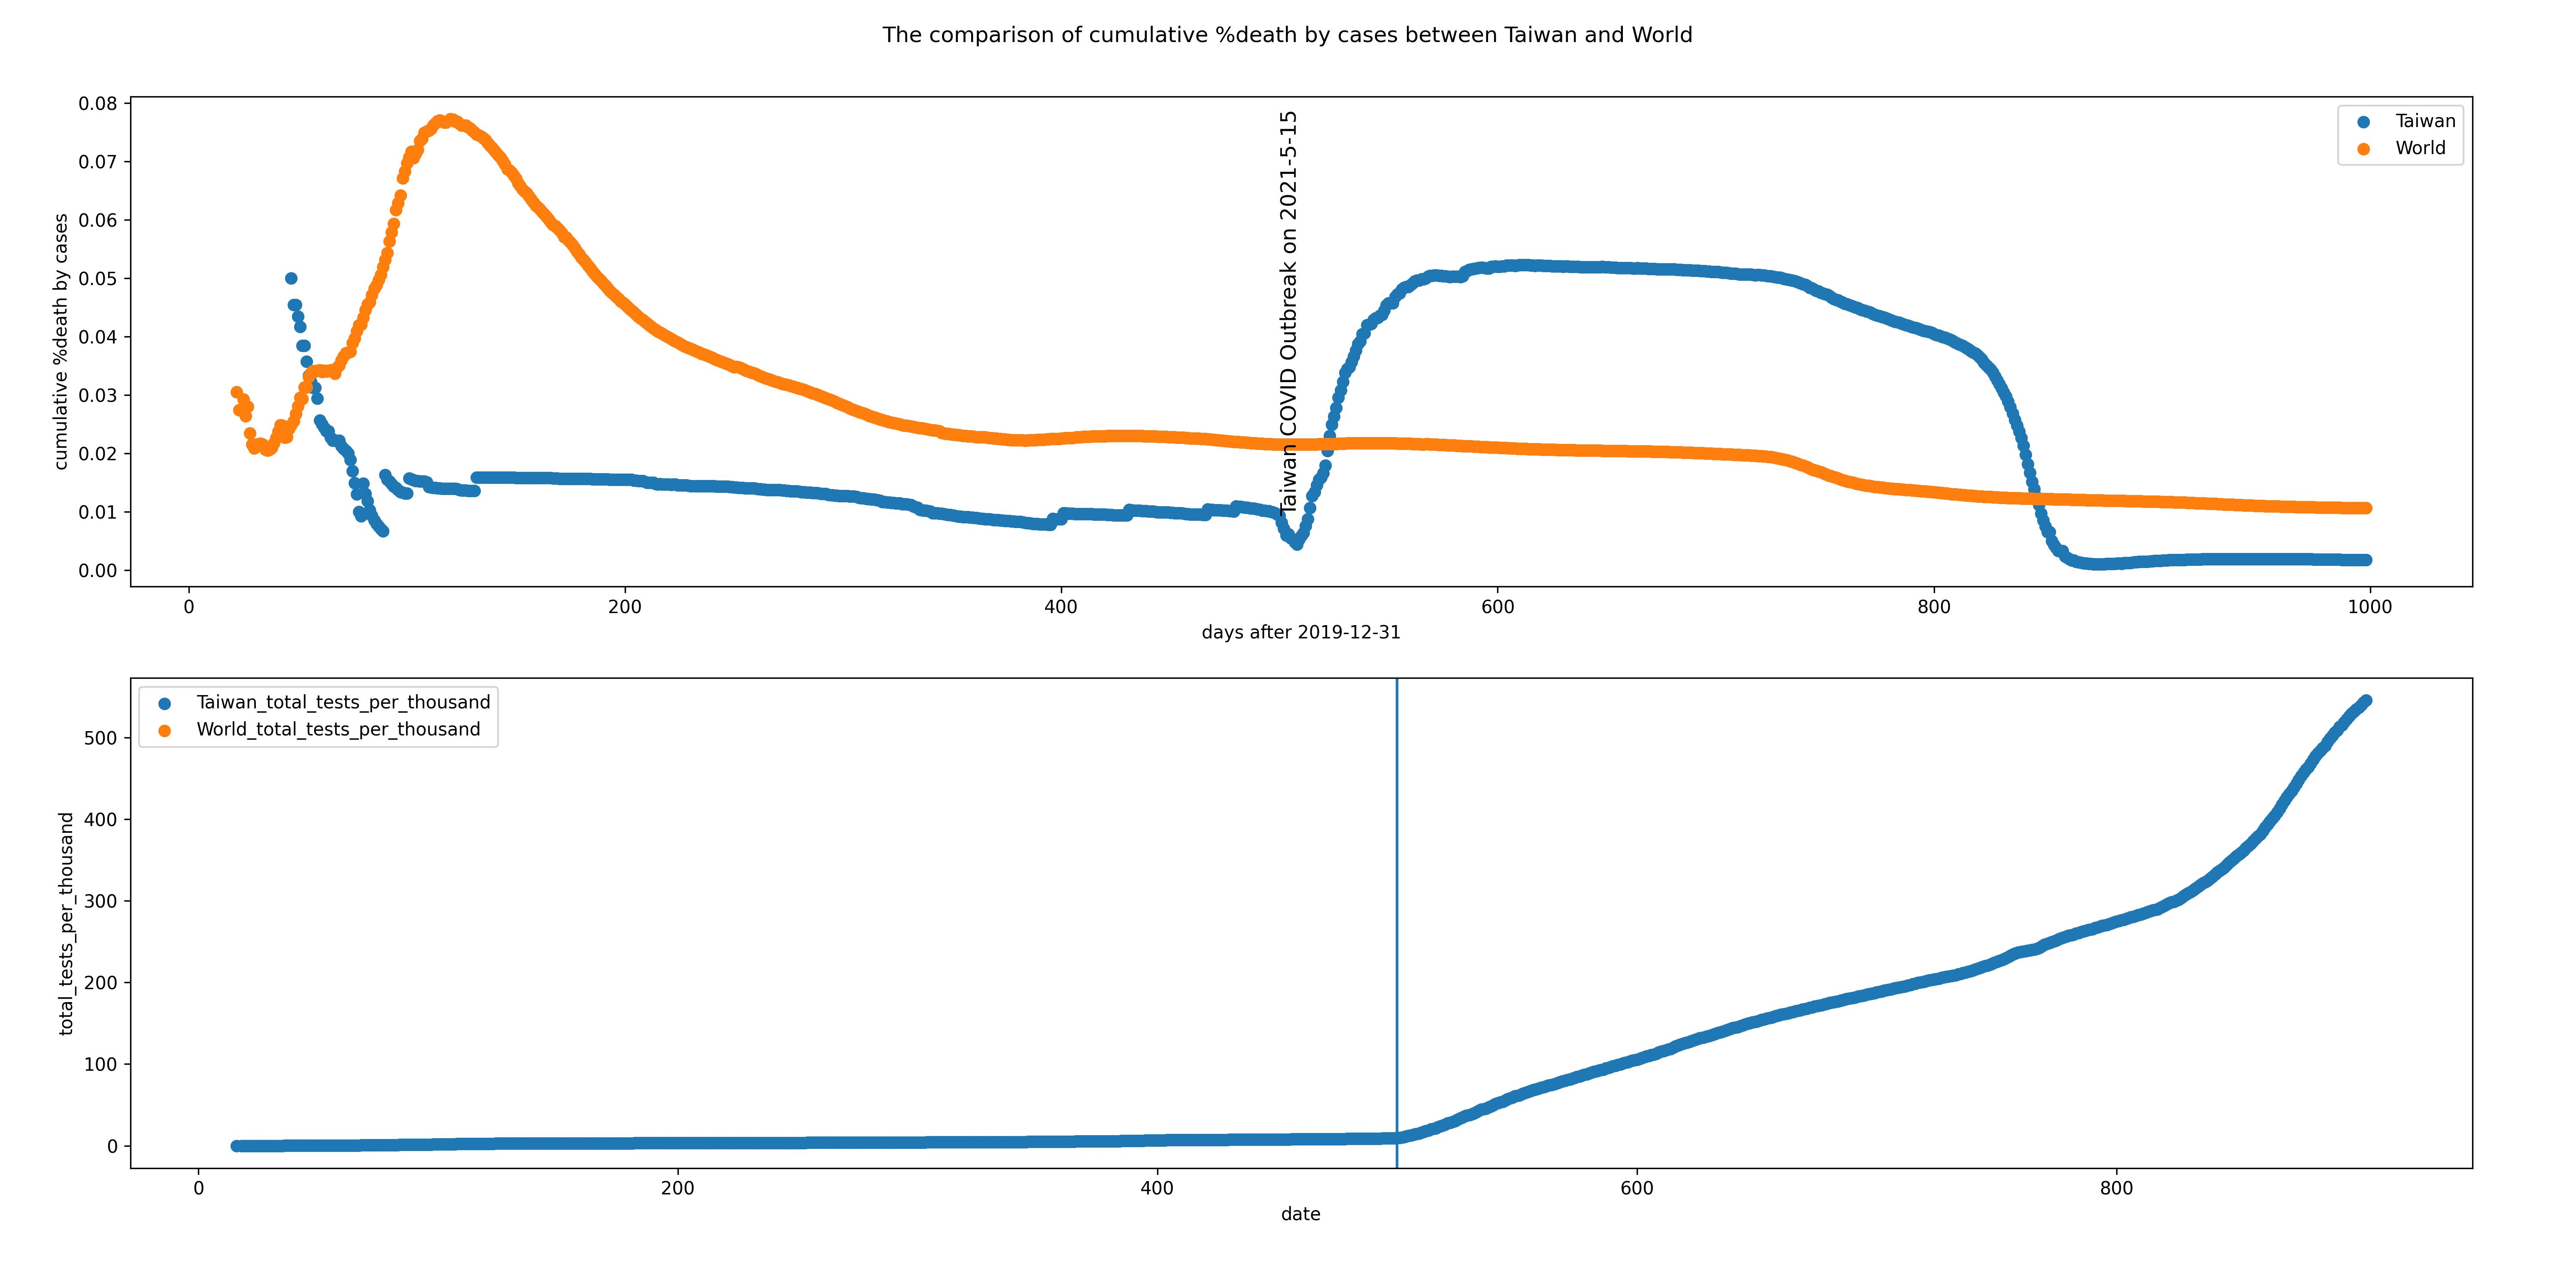 The comparison of cumulative %death by cases between Taiwan and World
cumulative %death by cases
0.08
0.07
0.06
0.05
0.04
0.03
0.02
0.01
0.00
Taiwan COVID Outbreak on 2021-5-15
Taiwan
World
0 200 400 600 800 1000
days after 2019-12-31
total_tests_per_thousand
500
400
300
200
100
0
Taiwan_total_tests_per_thousand
World_total_tests_per_thousand
0 200 400 600 800
date